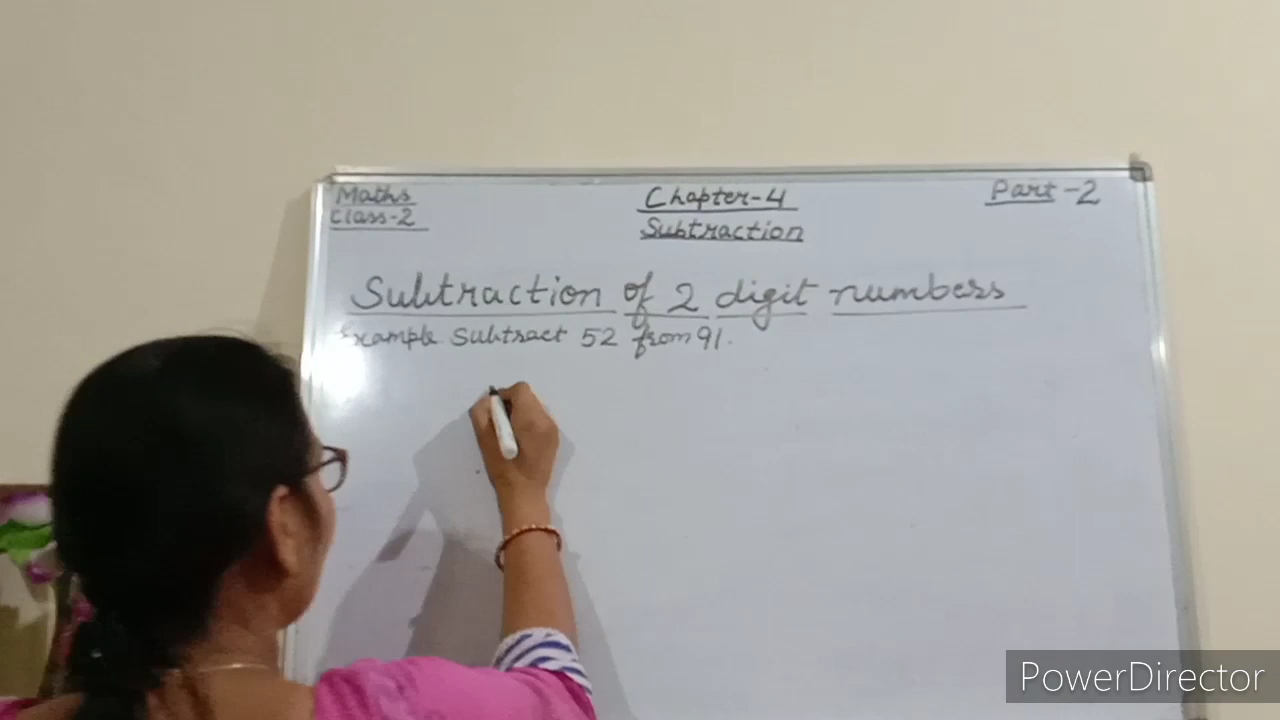 Maths
Class-2
Chapter-4
Subtraction
Part-2
Subtraction of 2 digit numbers
Example Subtract 52 from 91.
PowerDirector